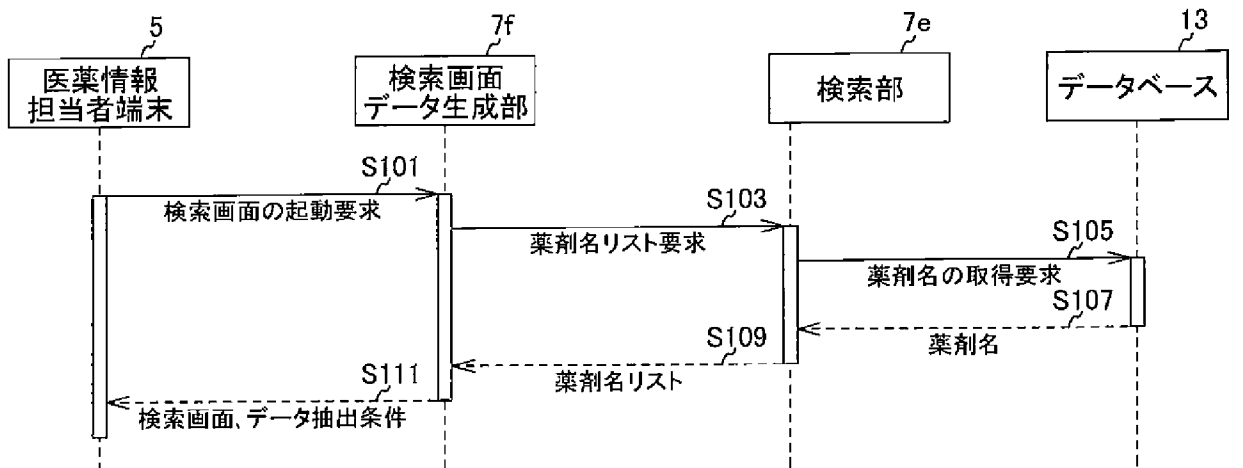 5
7f
7e
13
医薬情報
担当者端末
検索画面
データ生成部
検索部
データベース
S101
検索画面の起動要求
S103
薬剤名リスト要求
S105
薬剤名の取得要求
S107
薬剤名
S109
薬剤名リスト
S111
検索画面、データ抽出条件